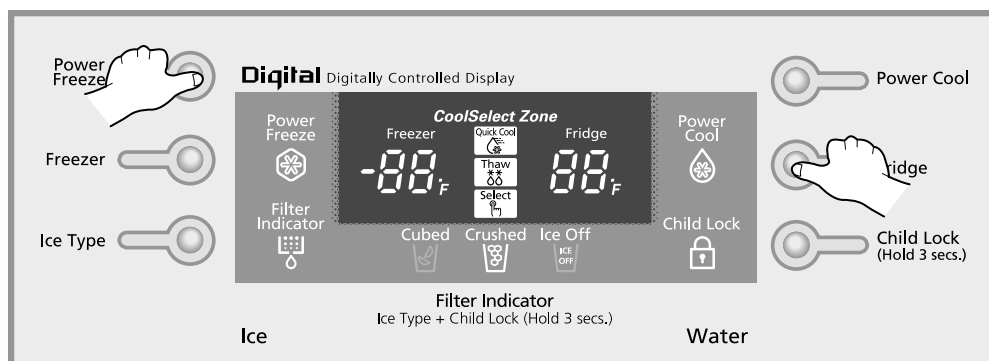 Power
Freeze
Freezer
Ice Type
Digital Digitally Controlled Display
Power
Freeze
Filter
Indicator
CoolSelect Zone
Freezer
-88°F
Quick Cool
Thaw
Select
Fridge
88°F
Power
Cool
Child Lock
Cubed
Crushed
Ice Off
ICE
OFF
Filter Indicator
Ice Type + Child Lock (Hold 3 secs.)
Ice
Water
Power Cool
ridge
Child Lock
(Hold 3 secs.)